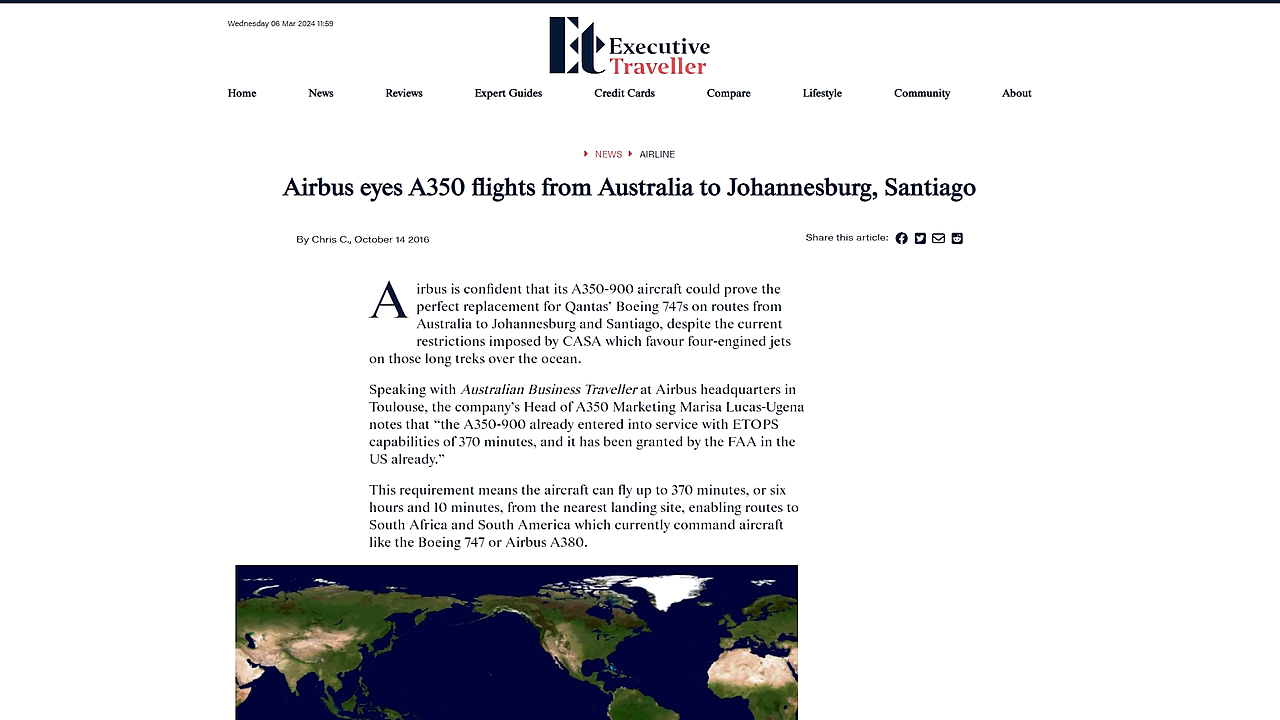 Wednesday 06 Mar 2024 11:59
Et Executive
Traveller
Home News Reviews Expert Guides Credit Cards Compare Lifestyle Community About
NEWS AIRLINE
Airbus eyes A350 flights from Australia to Johannesburg, Santiago
By Chris C., October 14 2016
Share this article:
Airbus is confident that its A350-900 aircraft could prove the
perfect replacement for Qantas' Boeing 747s on routes from
Australia to Johannesburg and Santiago, despite the current
restrictions imposed by CASA which favour four-engined jets
on those long treks over the ocean.
Speaking with Australian Business Traveller at Airbus headquarters in
Toulouse, the company's Head of A350 Marketing Marisa Lucas-Ugena
notes that “the A350-900 already entered into service with ETOPS
capabilities of 370 minutes, and it has been granted by the FAA in the
US already.”
This requirement means the aircraft can fly up to 370 minutes, or six
hours and 10 minutes, from the nearest landing site, enabling routes to
South Africa and South America which currently command aircraft
like the Boeing 747 or Airbus A380.